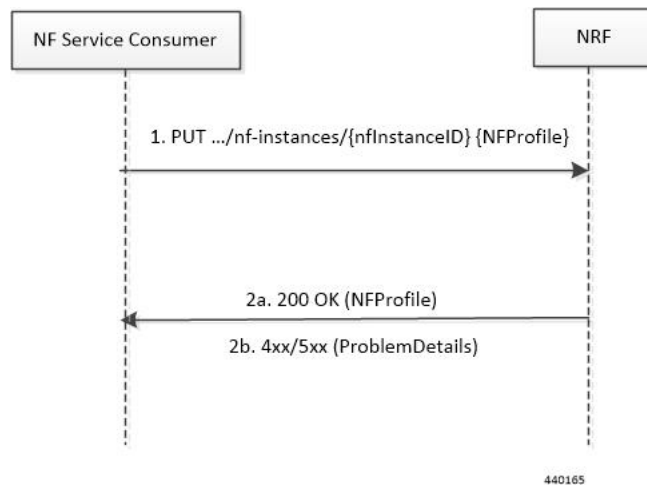 NF Service Consumer
NRF
1. PUT .../nf-instances/{nfInstanceID} {NFProfile}
2a. 200 OK (NFProfile)
2b. 4xx/5xx (ProblemDetails)
440165